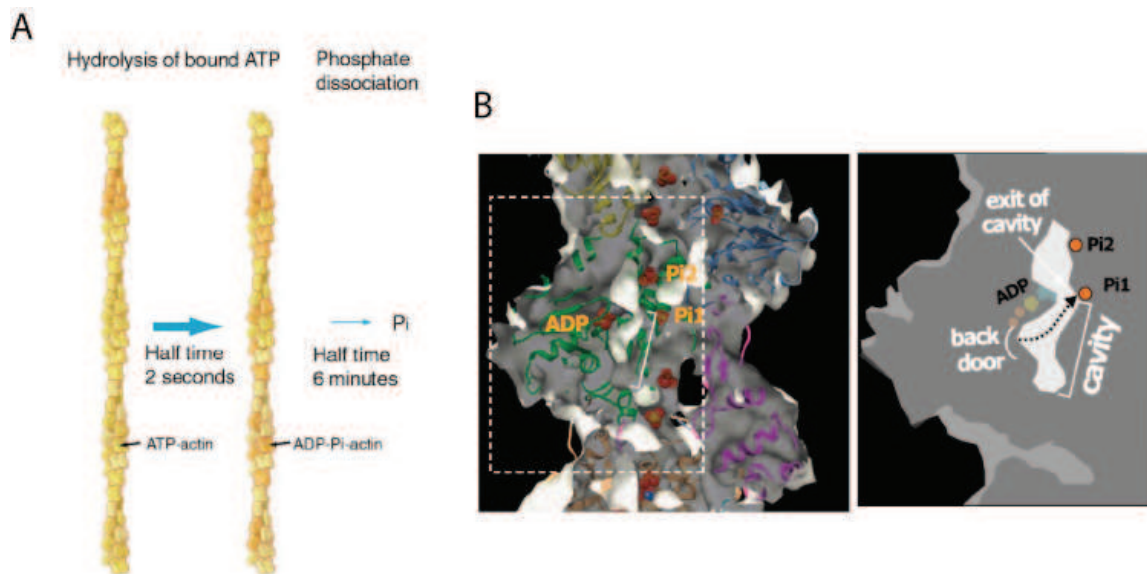 A
Hydrolysis of bound ATP
Phosphate
dissociation
Half time
2 seconds
Pi
Half time
6 minutes
ATP-actin
ADP-Pi-actin
B
Pi2
ADP
Pi1
exit of
cavity
Pi2
ADP
Pi1
back
door
cavity